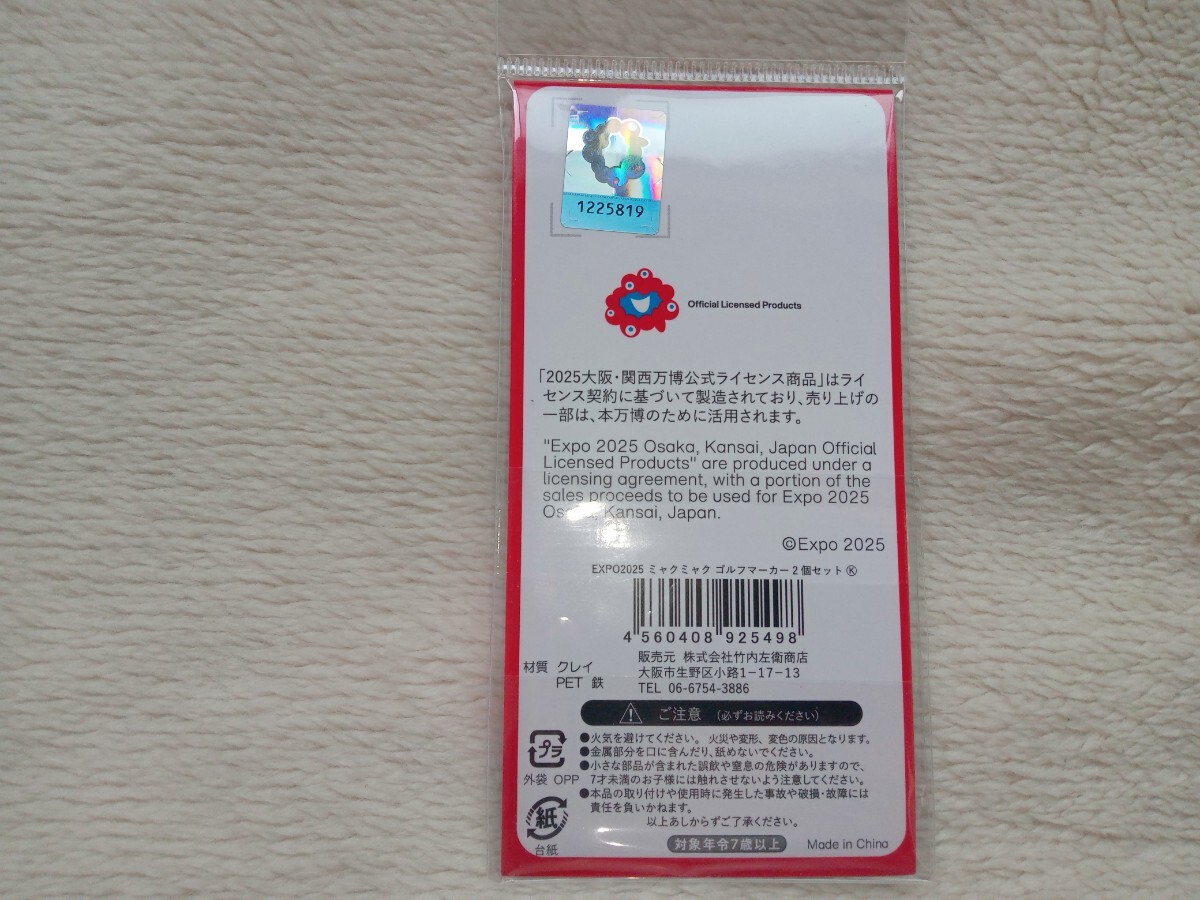 1225819
Official Licensed Products
「2025大阪・関西万博公式ライセンス商品」はライ
センス契約に基づいて製造されており、売り上げの
一部は、本万博のために活用されます。
"Expo 2025 Osaka, Kansai, Japan Official
Licensed Products" are produced under a
licensing agreement, with a portion of the
sales proceeds to be used for Expo 2025
Osaka, Kansai, Japan.
©Expo 2025
EXPO2025 ミャクミャク ゴルフマーカー2個セット Ⓚ
4 560408 925498
材質 クレイ
PET 鉄
販売元 株式会社竹内左衛商店
大阪市生野区小路1-17-13
TEL 06-6754-3886
ご注意 (必ずお読みください)
●火気を避けてください。 火災や変形、変色の原因となります。
●金属部分を口に含んだり、舐めないでください。
●小さな部品が含まれた誤飲や窒息の危険がありますので、
7才未満のお子様には触れさせないよう注意してください。
●本品の取り付けや使用時に発生した事故や破損・故障には
責任を負いかねます。
以上あしからずご了承ください。
プラ
外袋 OPP
紙
台紙
対象年令7歳以上
Made in China